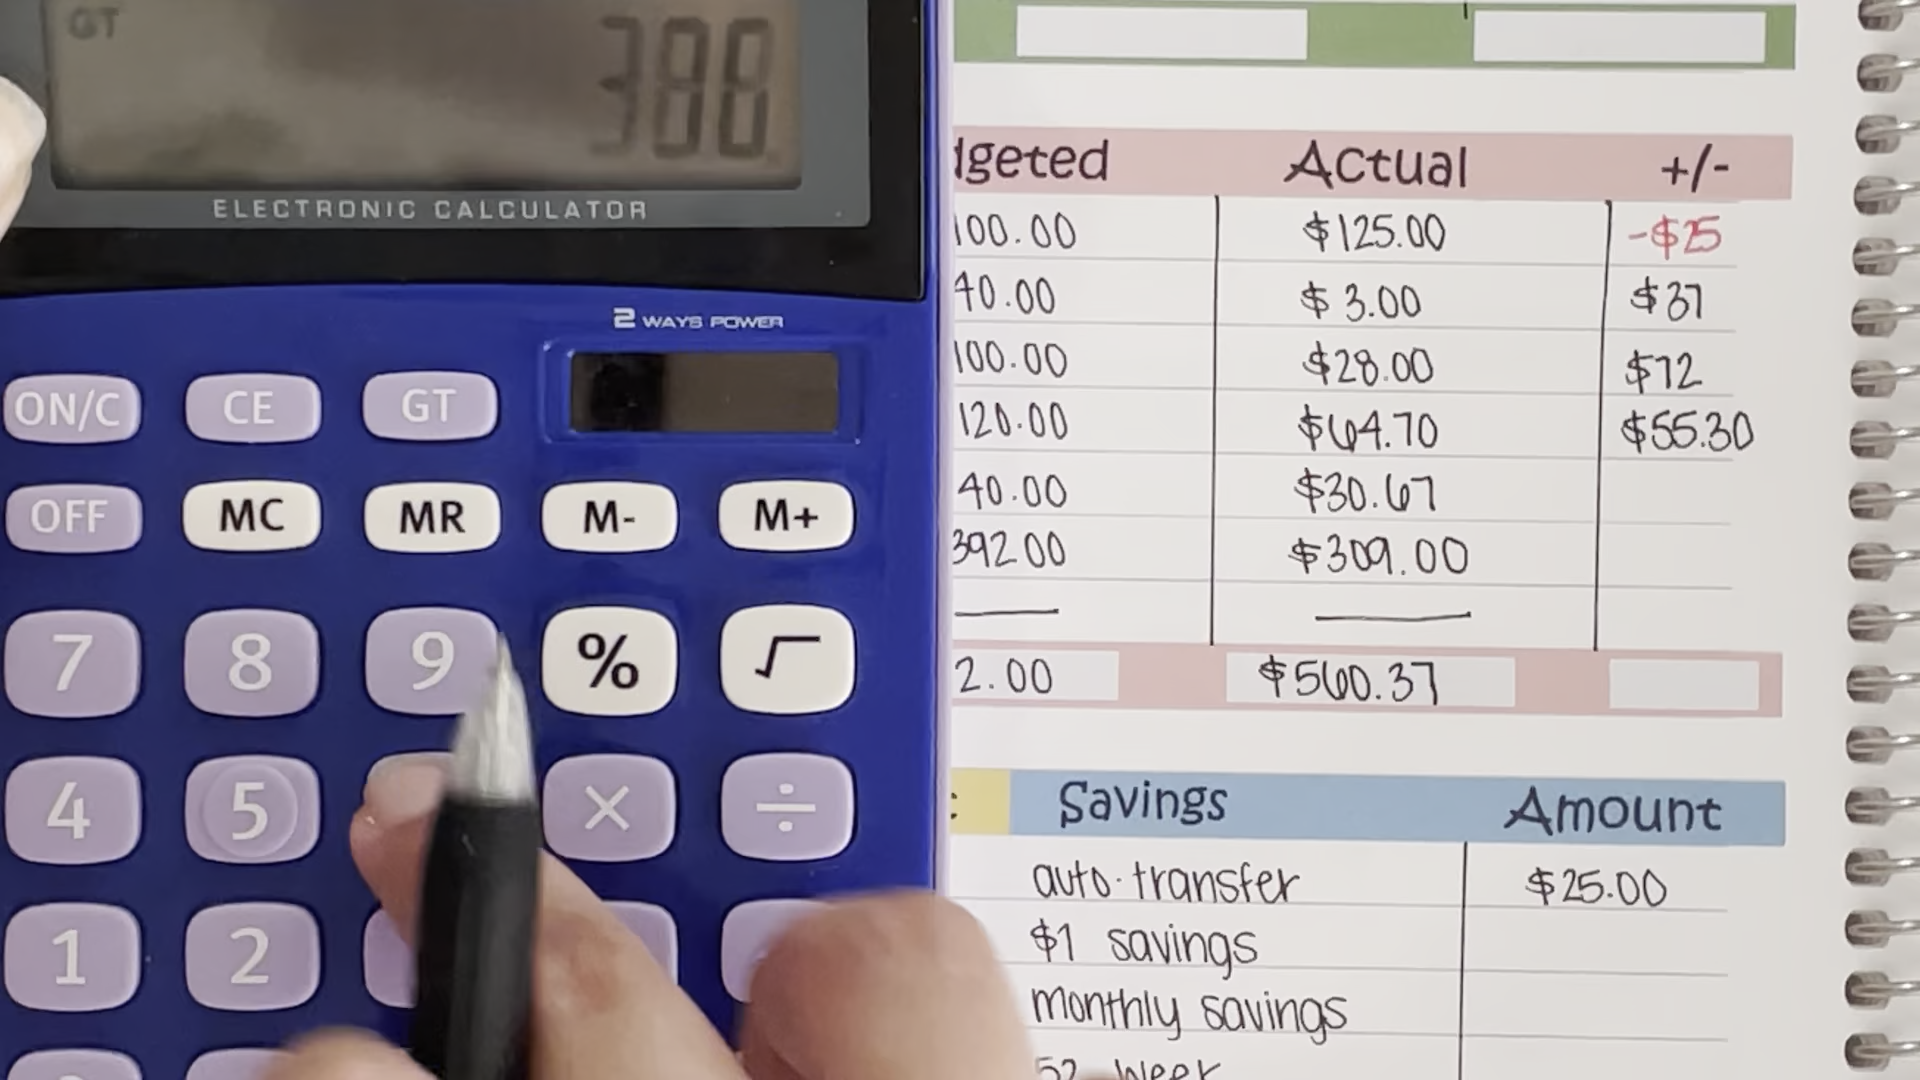 GT
388
ELECTRONIC CALCULATOR
2 WAYS POWER
ON/C CE GT
OFF MC MR M- M+
7 8 9 % √
4 5 × ÷
1 2
dgeted Actual +/-
100.00 $125.00 -$25
40.00 $3.00 $37
100.00 $28.00 $72
120.00 $64.70 $55.30
40.00 $30.67
392.00 $309.00
2.00 $560.37
Savings Amount
auto-transfer $25.00
$1 savings
monthly savings
52 week